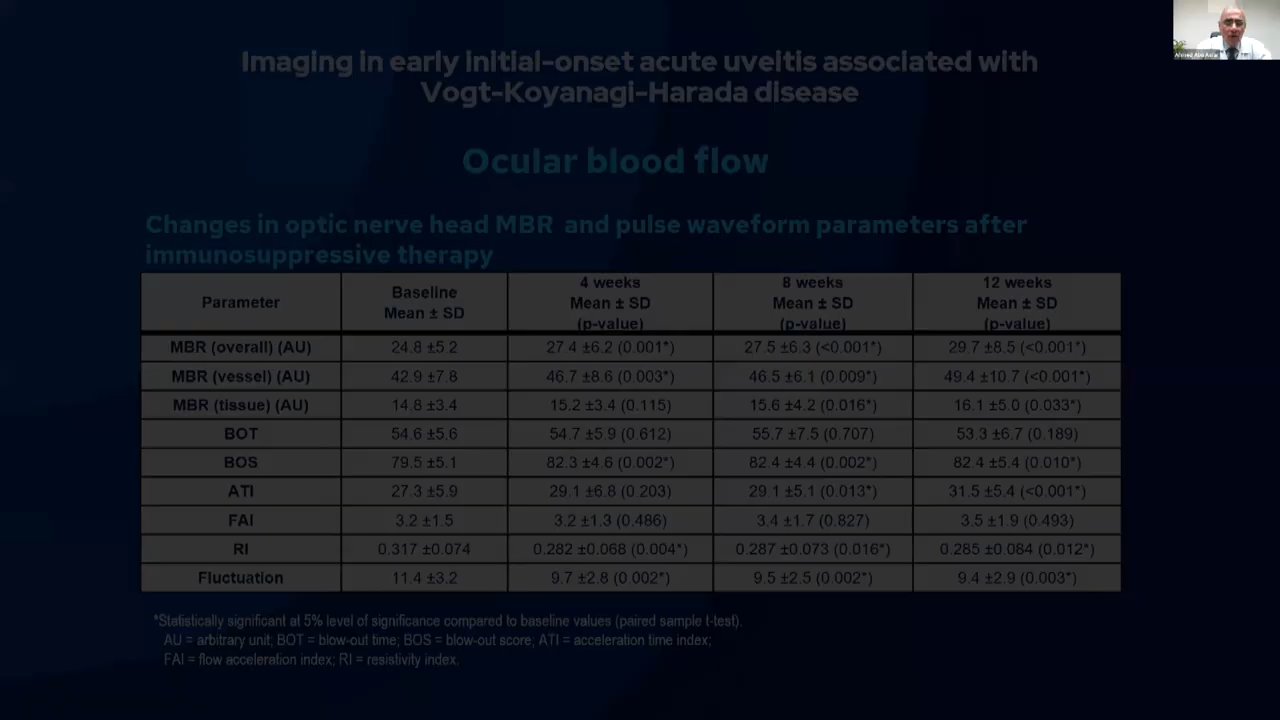 Imaging in early initial-onset acute uveitis associated with
Vogt-Koyanagi-Harada disease
Ocular blood flow
Changes in optic nerve head MBR and pulse waveform parameters after
immunosuppressive therapy
Parameter Baseline Mean ± SD 4 weeks Mean ± SD (p-value) 8 weeks Mean ± SD (p-value) 12 weeks Mean ± SD (p-value)
MBR (overall) (AU) 24.8 ±5.2 27.4 ±6.2 (0.001*) 27.5 ±6.3 (<0.001*) 29.7 ±8.5 (<0.001*)
MBR (vessel) (AU) 42.9 ±7.8 46.7 ±8.6 (0.003*) 46.5 ±6.1 (0.009*) 49.4 ±10.7 (<0.001*)
MBR (tissue) (AU) 14.8 ±3.4 15.2 ±3.4 (0.115) 15.6 ±4.2 (0.016*) 16.1 ±5.0 (0.033*)
BOT 54.6 ±5.6 54.7 ±5.9 (0.612) 55.7 ±7.5 (0.707) 53.3 ±6.7 (0.189)
BOS 79.5 ±5.1 82.3 ±4.6 (0.002*) 82.4 ±4.4 (0.002*) 82.4 ±5.4 (0.010*)
ATI 27.3 ±5.9 29.1 ±6.8 (0.203) 29.1 ±5.1 (0.013*) 31.5 ±5.4 (<0.001*)
FAI 3.2 ±1.5 3.2 ±1.3 (0.486) 3.4 ±1.7 (0.827) 3.5 ±1.9 (0.493)
RI 0.317 ±0.074 0.282 ±0.068 (0.004*) 0.287 ±0.073 (0.016*) 0.285 ±0.084 (0.012*)
Fluctuation 11.4 ±3.2 9.7 ±2.8 (0.002*) 9.5 ±2.5 (0.002*) 9.4 ±2.9 (0.003*)
*Statistically significant at 5% level of significance compared to baseline values (paired sample t-test).
AU = arbitrary unit; BOT = blow-out time; BOS = blow-out score; ATI = acceleration time index;
FAI = flow acceleration index; RI = resistivity index.